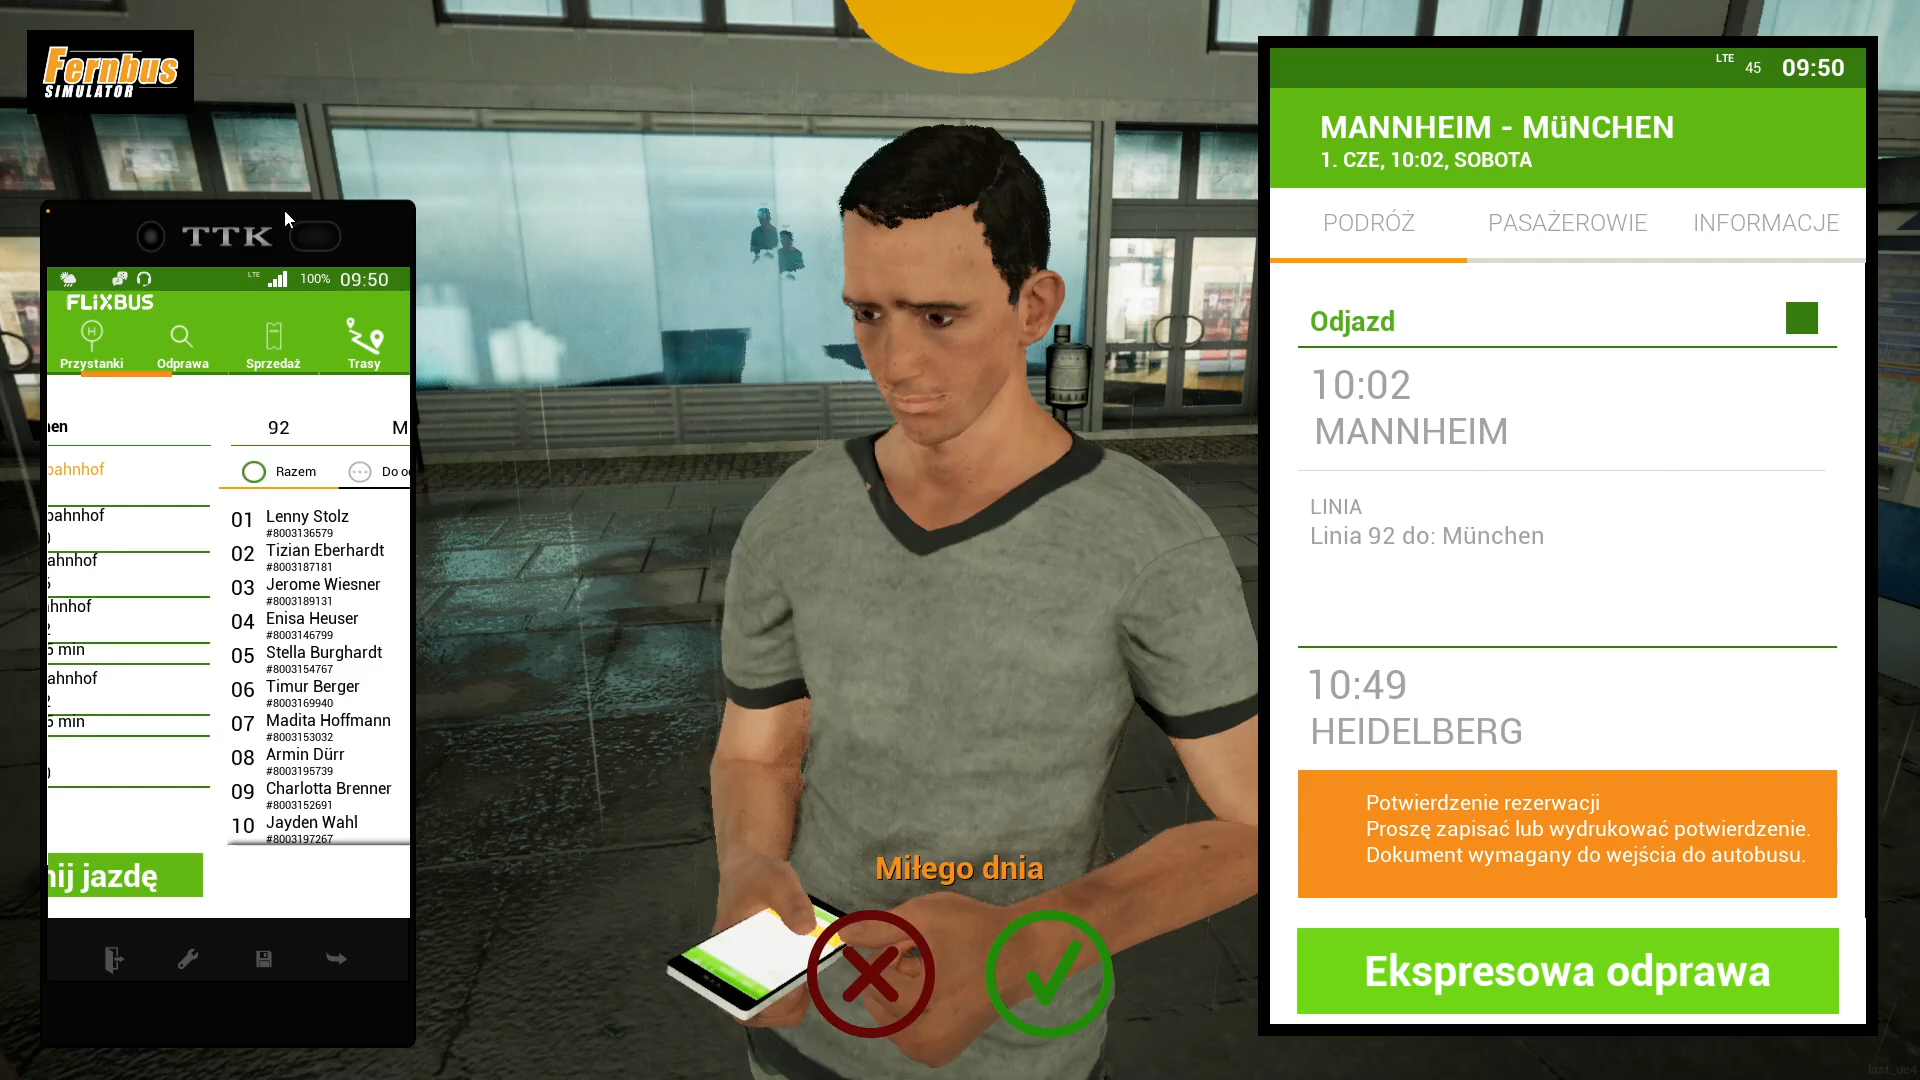 Fernbus
SIMULATOR
TTK
LTE 100% 09:50
FLiXBUS
H
Przystanki Odprawa Sprzedaż Trasy
92
Razem
01 Lenny Stolz
#8003136579
02 Tizian Eberhardt
#8003187181
03 Jerome Wiesner
#8003189131
04 Enisa Heuser
#8003146799
05 Stella Burghardt
#8003154767
06 Timur Berger
#8003169940
07 Madita Hoffmann
#8003153032
08 Armin Dürr
#8003195739
09 Charlotta Brenner
#8003152691
10 Jayden Wahl
#8003197267
jazdę
Miłego dnia
LTE 45 09:50
MANNHEIM - MüNCHEN
1. CZE, 10:02, SOBOTA
PODRÓŻ PASAŻEROWIE INFORMACJE
Odjazd
10:02
MANNHEIM
LINIA
Linia 92 do: München
10:49
HEIDELBERG
Potwierdzenie rezerwacji
Proszę zapisać lub wydrukować potwierdzenie.
Dokument wymagany do wejścia do autobusu.
Ekspresowa odprawa
last_ue4